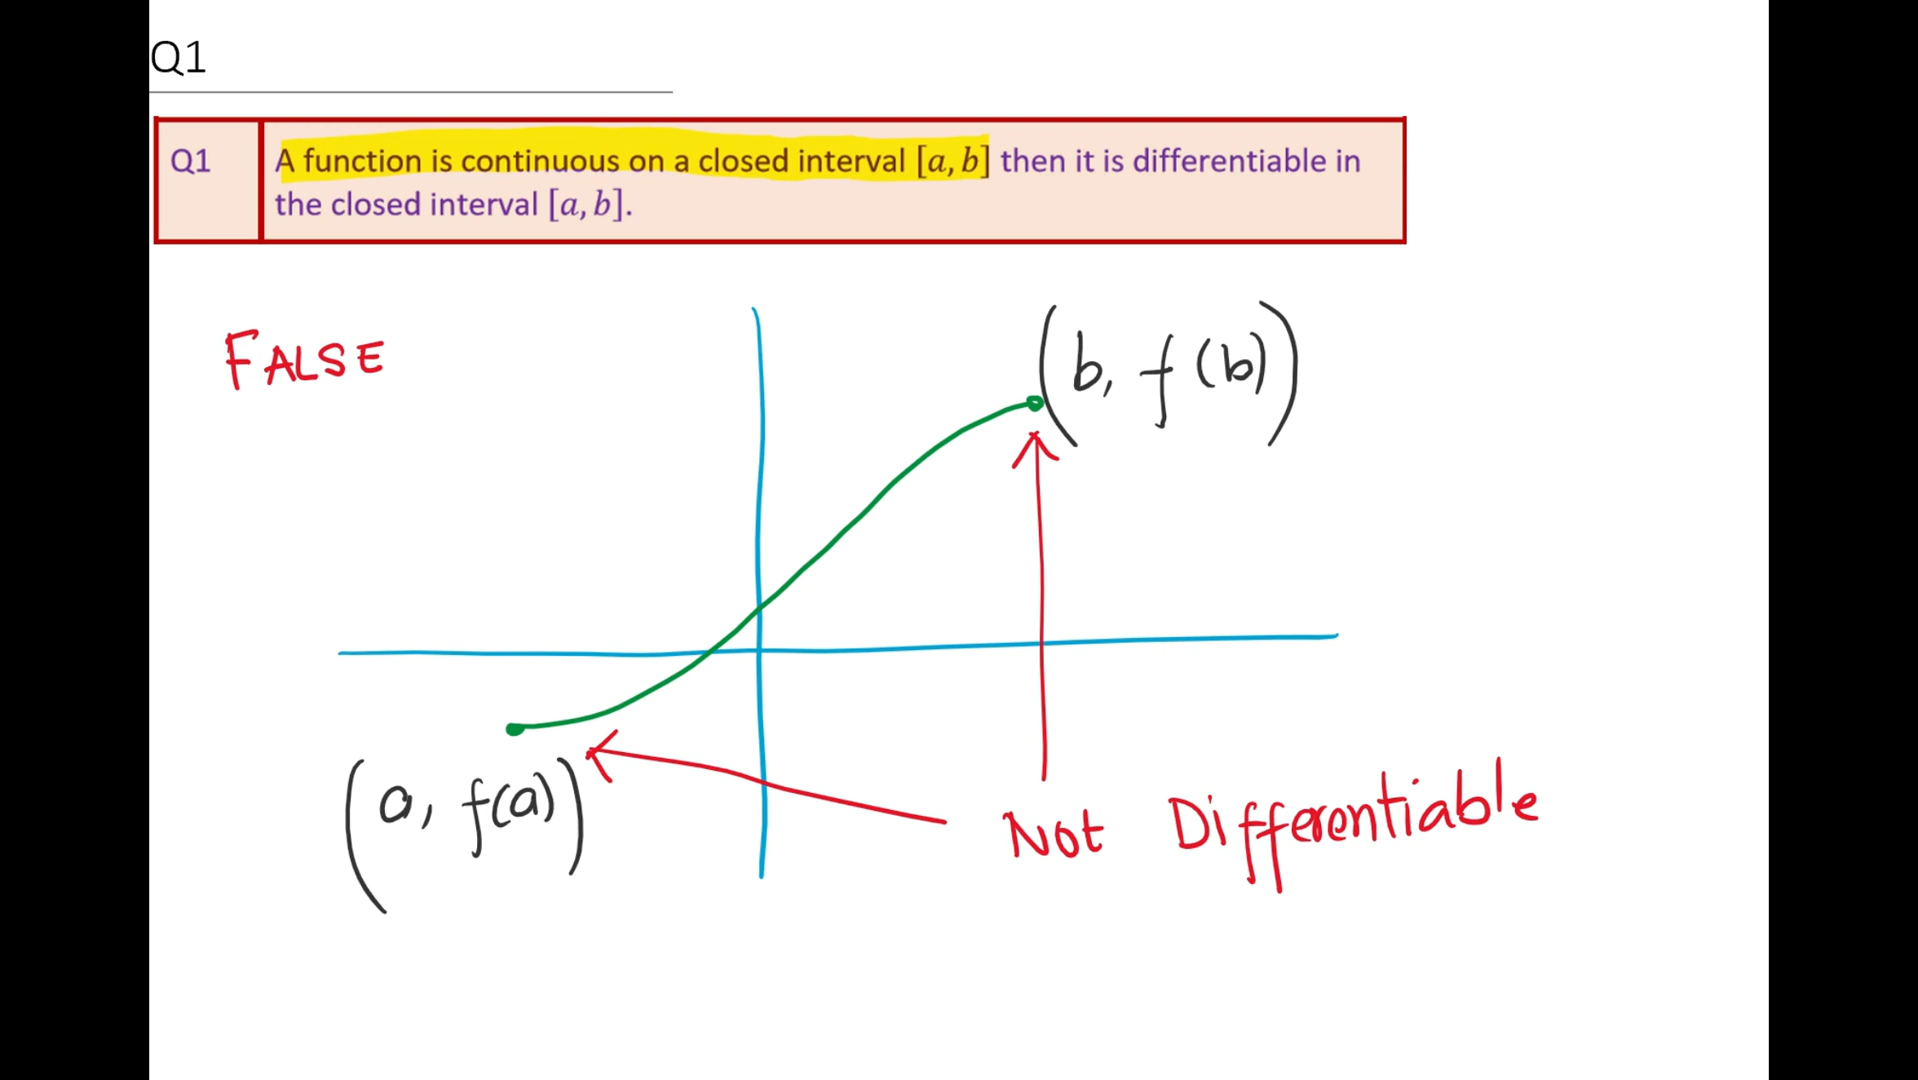 Q1
Q1
A function is continuous on a closed interval [a, b] then it is differentiable in
the closed interval [a, b].
FALSE
(b, f(b))
(a, f(a))
Not Differentiable